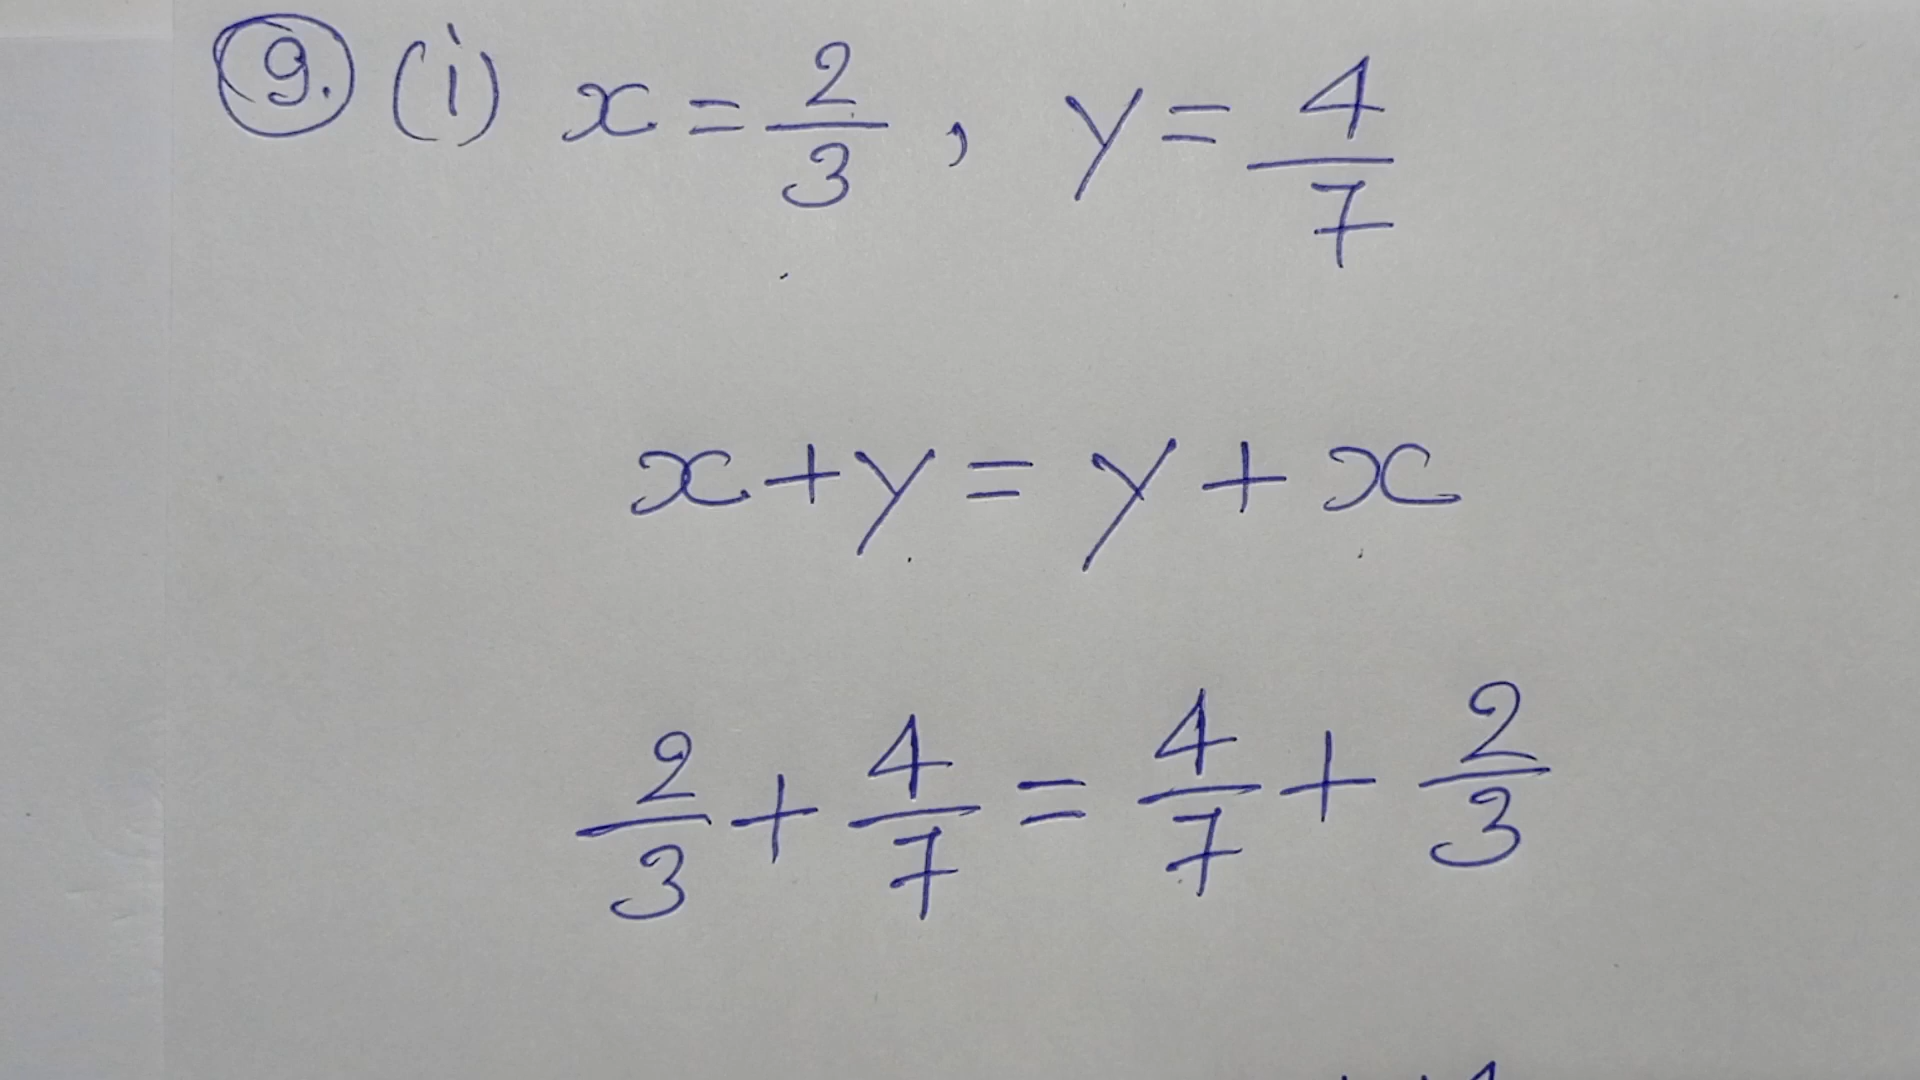 9. (i) x = 2/3 , y = 4/7
x + y = y + x
2/3 + 4/7 = 4/7 + 2/3